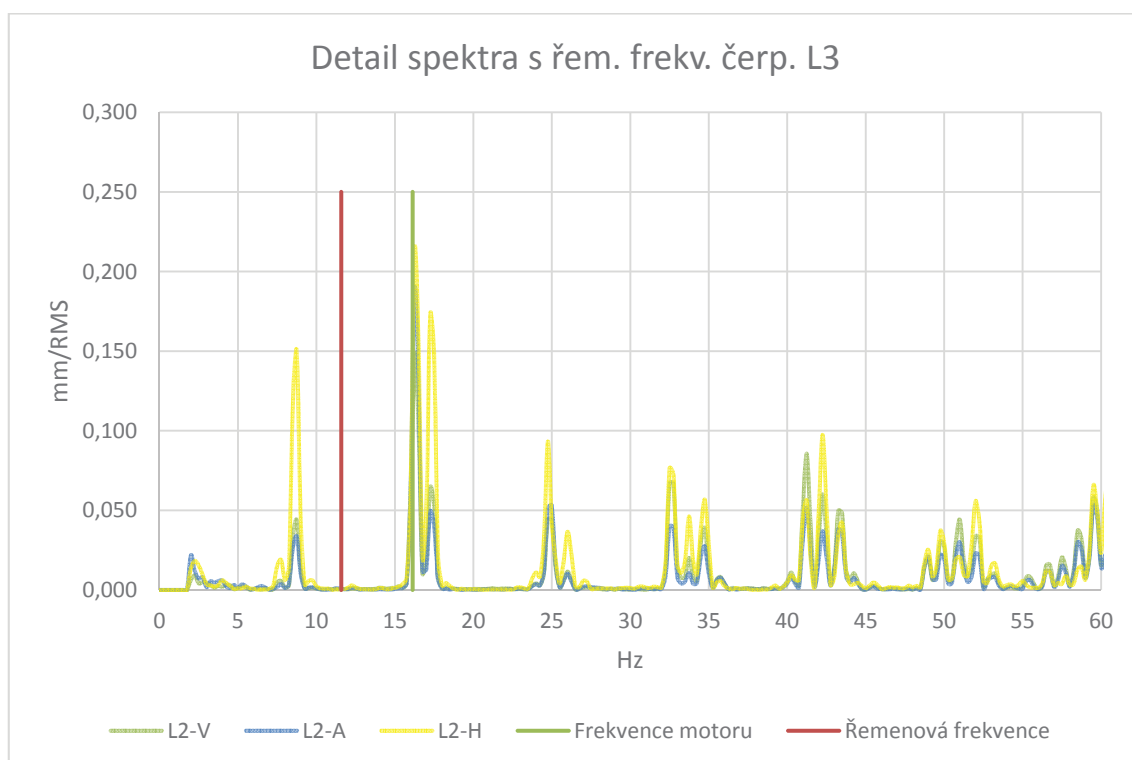 Detail spektra s řem. frekv. čerp. L3
0,300
0,250
0,200
0,150
0,100
0,050
0,000
mm/RMS
0 5 10 15 20 25 30 35 40 45 50 55 60
Hz
L2-V L2-A L2-H Frekvence motoru Řemenová frekvence